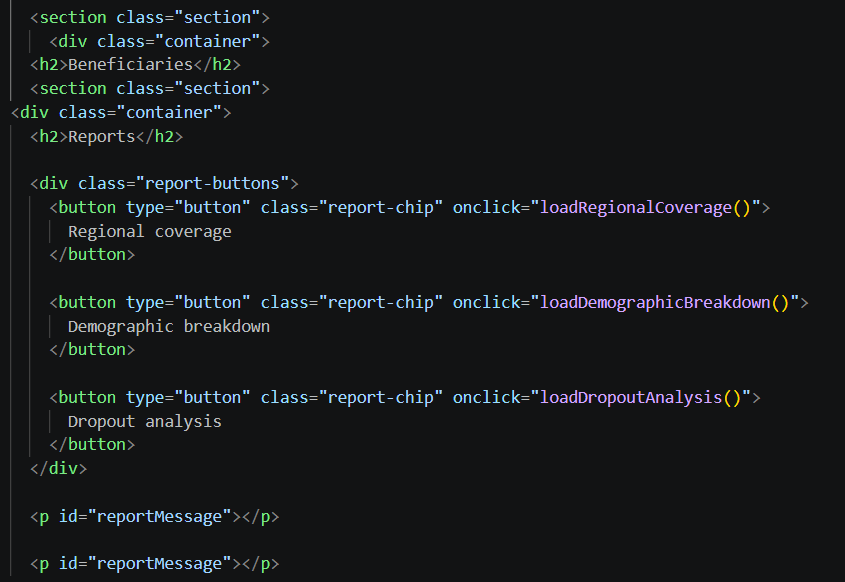 <section class="section">
<div class="container">
<h2>Beneficiaries</h2>
<section class="section">
<div class="container">
<h2>Reports</h2>
<div class="report-buttons">
<button type="button" class="report-chip" onclick="loadRegionalCoverage()">
Regional coverage
</button>
<button type="button" class="report-chip" onclick="loadDemographicBreakdown()">
Demographic breakdown
</button>
<button type="button" class="report-chip" onclick="loadDropoutAnalysis()">
Dropout analysis
</button>
</div>
<p id="reportMessage"></p>
<p id="reportMessage"></p>